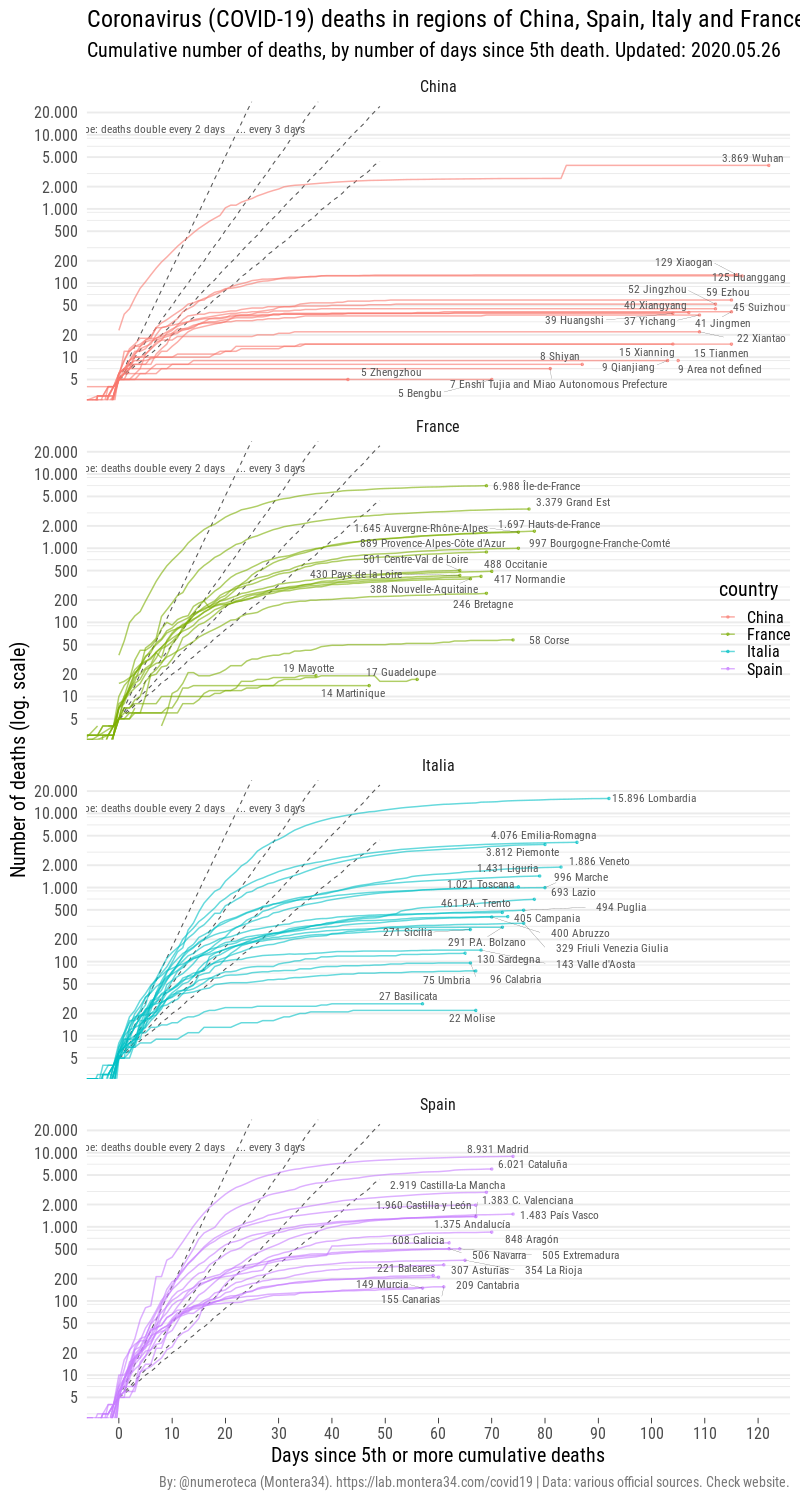 Coronavirus (COVID-19) deaths in regions of China, Spain, Italy and France
Cumulative number of deaths, by number of days since 5th death. Updated: 2020.05.26
Number of deaths (log. scale)
China
20.000
10.000
5.000
2.000
1.000
500
200
100
50
20
10
5
pe: deaths double every 2 days
... every 3 days
3.869 Wuhan
129 Xiaogan
125 Huanggang
52 Jingzhou
59 Ezhou
40 Xiangyang
45 Suizhou
39 Huangshi
37 Yichang
41 Jingmen
22 Xiantao
15 Xianning
15 Tianmen
8 Shiyan
9 Qianjiang
9 Area not defined
5 Zhengzhou
7 Enshi Tujia and Miao Autonomous Prefecture
5 Bengbu
France
20.000
10.000
5.000
2.000
1.000
500
200
100
50
20
10
5
pe: deaths double every 2 days
... every 3 days
6.988 Île-de-France
3.379 Grand Est
1.645 Auvergne-Rhône-Alpes
1.697 Hauts-de-France
889 Provence-Alpes-Côte d'Azur
997 Bourgogne-Franche-Comté
501 Centre-Val de Loire
488 Occitanie
430 Pays de la Loire
417 Normandie
388 Nouvelle-Aquitaine
246 Bretagne
58 Corse
19 Mayotte
17 Guadeloupe
14 Martinique
country
China
France
Italia
Spain
Italia
20.000
10.000
5.000
2.000
1.000
500
200
100
50
20
10
5
pe: deaths double every 2 days
... every 3 days
15.896 Lombardia
4.076 Emilia-Romagna
3.812 Piemonte
1.886 Veneto
1.431 Liguria
996 Marche
1.021 Toscana
693 Lazio
461 P.A. Trento
494 Puglia
405 Campania
271 Sicilia
400 Abruzzo
291 P.A. Bolzano
329 Friuli Venezia Giulia
130 Sardegna
143 Valle d'Aosta
75 Umbria
96 Calabria
27 Basilicata
22 Molise
Spain
20.000
10.000
5.000
2.000
1.000
500
200
100
50
20
10
5
pe: deaths double every 2 days
... every 3 days
8.931 Madrid
6.021 Cataluña
2.919 Castilla-La Mancha
1.960 Castilla y León
1.383 C. Valenciana
1.483 País Vasco
1.375 Andalucía
608 Galicia
848 Aragón
506 Navarra
505 Extremadura
221 Baleares
307 Asturias
354 La Rioja
149 Murcia
209 Cantabria
155 Canarias
0 10 20 30 40 50 60 70 80 90 100 110 120
Days since 5th or more cumulative deaths
By: @numeroteca (Montera34). https://lab.montera34.com/covid19 | Data: various official sources. Check website.